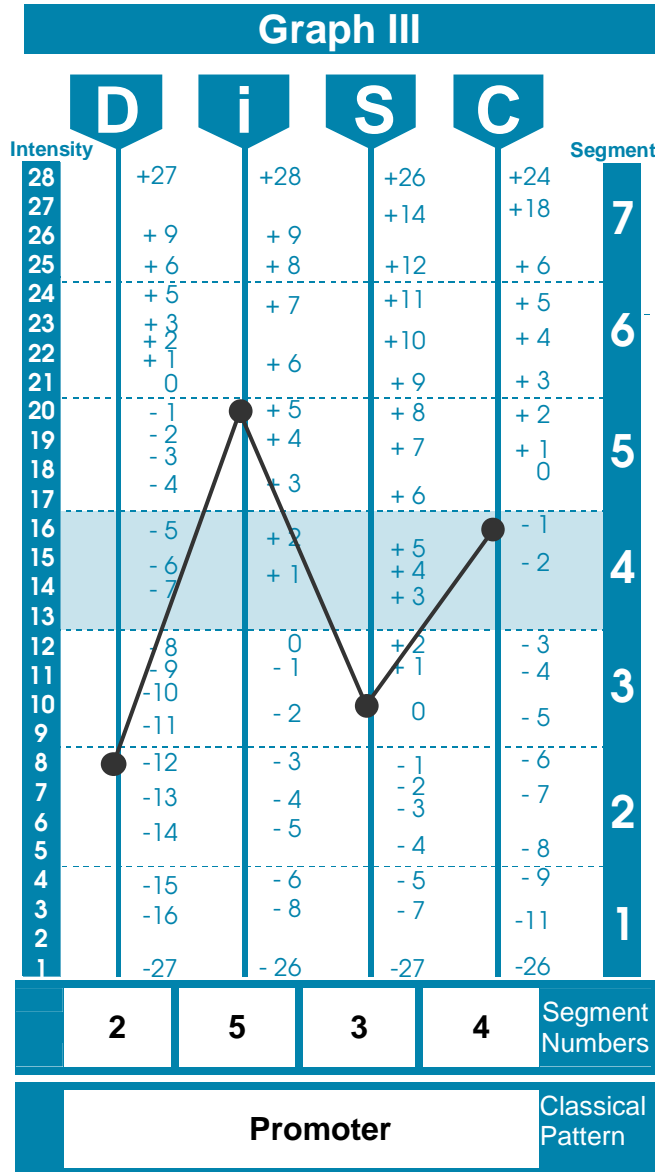 Graph III
D i S C
Intensity Segment
28 +27 +28 +26 +24
27 +14 +18 7
26 + 9 + 9
25 + 6 + 8 +12 + 6
24 + 5 + 7 +11 + 5
23 + 3 6
+ 2 +10 + 4
22 + 1 + 6
21 0 + 9 + 3
20 - 1 + 5 + 8 + 2
19 - 2 + 4 + 7 + 1 5
18 - 3 0
17 - 4 + 3 + 6
16 - 5 + 2 - 1
15 - 6 + 5 - 2
14 - 7 + 1 + 4 4
13 + 3
12 - 8 0 + 2 - 3
11 - 9 - 1 + 1 - 4
10 -10 - 2 0 - 5 3
9 -11
8 -12 - 3 - 1 - 6
7 -13 - 4 - 2 - 7
6 -14 - 5 - 3 2
5 - 4 - 8
4 -15 - 6 - 5 - 9
3 -16 - 8 - 7 -11 1
2
1 -27 - 26 -27 -26
2 5 3 4 Segment
Numbers
Promoter Classical
Pattern